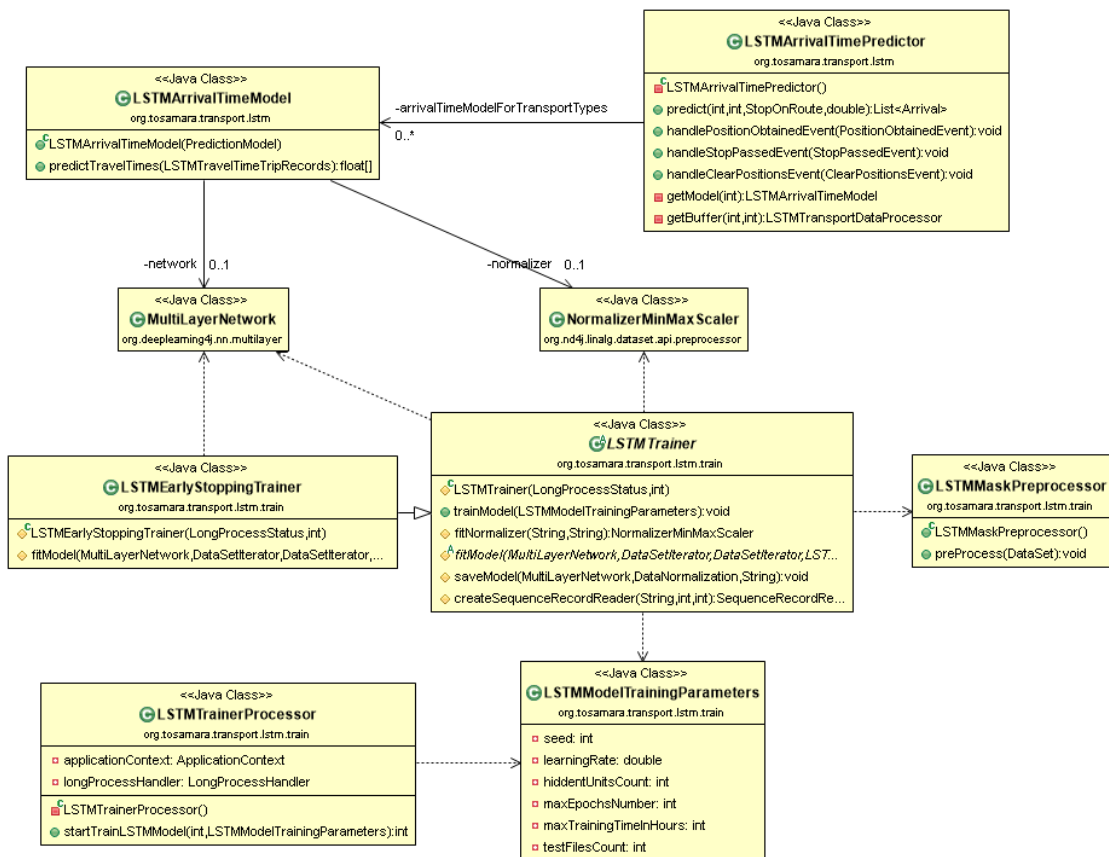 <<Java Class>>
LSTMArrivalTimePredictor
org.tosamara.transport.lstm
LSTMArrivalTimePredictor()
predict(int,int,StopOnRoute,double):List<Arrival>
handlePositionObtainedEvent(PositionObtainedEvent):void
handleStopPassedEvent(StopPassedEvent):void
handleClearPositionsEvent(ClearPositionsEvent):void
getModel(int):LSTMArrivalTimeModel
getBuffer(int,int):LSTMTransportDataProcessor
<<Java Class>>
LSTMArrivalTimeModel
org.tosamara.transport.lstm
LSTMArrivalTimeModel(PredictionModel)
predictTravelTimes(LSTMTravelTimeTripRecords):float[]
-arrivalTimeModelForTransportTypes
0..*
-network 0..1
-normalizer 0..1
<<Java Class>>
MultiLayerNetwork
org.deeplearning4j.nn.multilayer
<<Java Class>>
NormalizerMinMaxScaler
org.nd4j.linalg.dataset.api.preprocessor
<<Java Class>>
LSTMTrainer
org.tosamara.transport.lstm.train
LSTMTrainer(LongProcessStatus,int)
trainModel(LSTMModelTrainingParameters):void
fitNormalizer(String,String):NormalizerMinMaxScaler
fitModel(MultiLayerNetwork,DataSetIterator,DataSetIterator,LST...
saveModel(MultiLayerNetwork,DataNormalization,String):void
createSequenceRecordReader(String,int,int):SequenceRecordRe...
<<Java Class>>
LSTMEarlyStoppingTrainer
org.tosamara.transport.lstm.train
LSTMEarlyStoppingTrainer(LongProcessStatus,int)
fitModel(MultiLayerNetwork,DataSetIterator,DataSetIterator,...
<<Java Class>>
LSTMMaskPreprocessor
org.tosamara.transport.lstm.train
LSTMMaskPreprocessor()
preProcess(DataSet):void
<<Java Class>>
LSTMTrainerProcessor
org.tosamara.transport.lstm.train
applicationContext: ApplicationContext
longProcessHandler: LongProcessHandler
LSTMTrainerProcessor()
startTrainLSTMModel(int,LSTMModelTrainingParameters):int
<<Java Class>>
LSTMModelTrainingParameters
org.tosamara.transport.lstm.train
seed: int
learningRate: double
hiddentUnitsCount: int
maxEpochsNumber: int
maxTrainingTimeInHours: int
testFilesCount: int